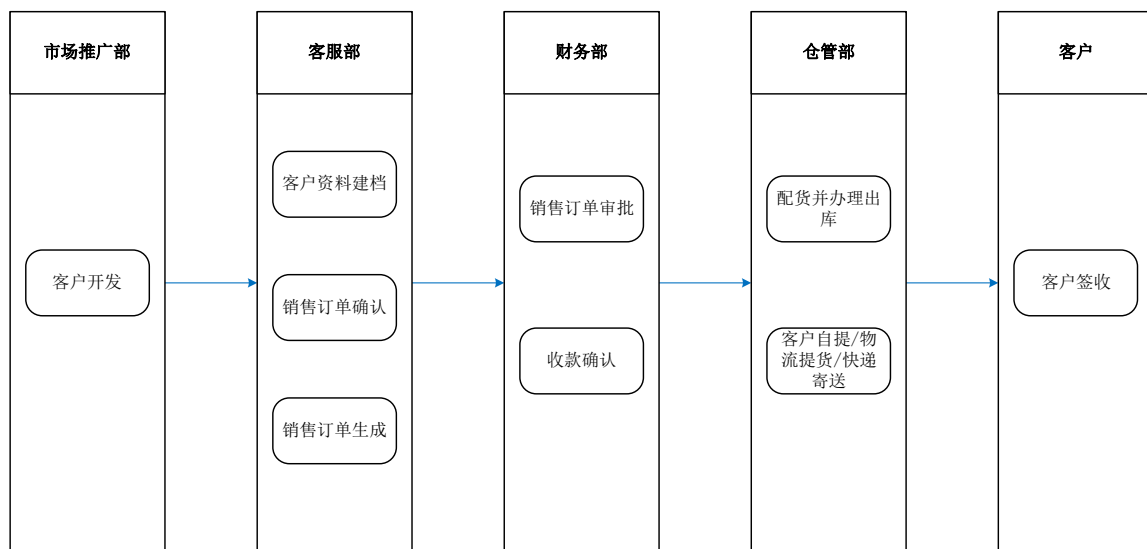 市场推广部
客服部
财务部
仓管部
客户
客户开发
客户资料建档
销售订单确认
销售订单生成
销售订单审批
收款确认
配货并办理出
库
客户自提/物
流提货/快递
寄送
客户签收